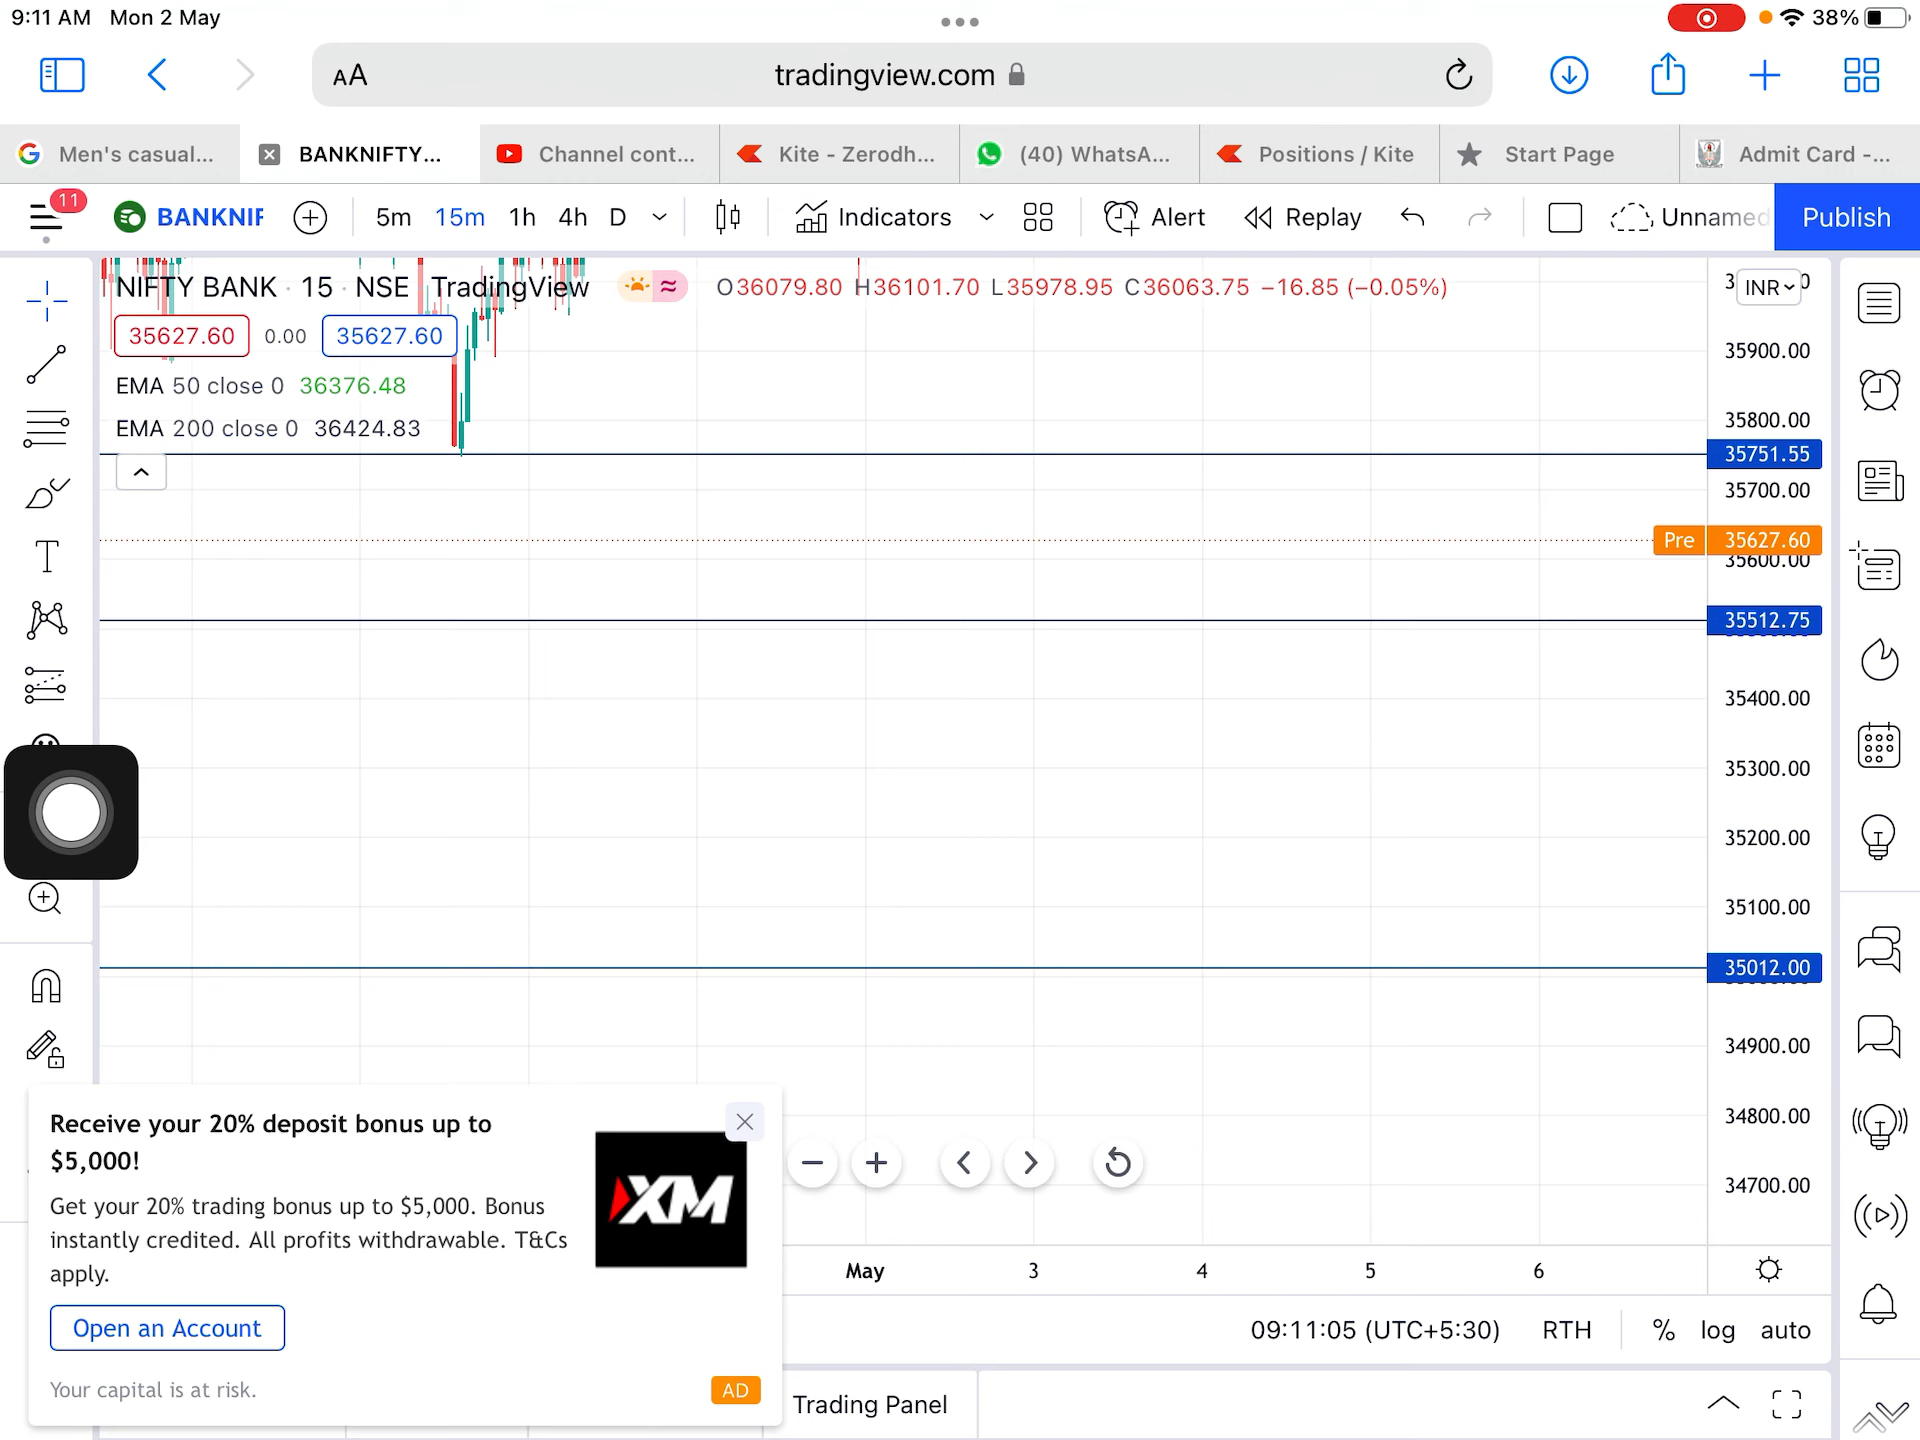 9:11 AM Mon 2 May
38%
AA
tradingview.com
Men's casual...
BANKNIFTY...
Channel cont...
Kite - Zerodh...
(40) WhatsA...
Positions / Kite
Start Page
Admit Card -...
11
BANKNIF
5m 15m 1h 4h D
Indicators
Alert
Replay
Unnamed
Publish
NIFTY BANK · 15 · NSE TradingView
O36079.80 H36101.70 L35978.95 C36063.75 −16.85 (−0.05%)
INR
35627.60 0.00 35627.60
35900.00
EMA 50 close 0 36376.48
35800.00
EMA 200 close 0 36424.83
35751.55
35700.00
Pre 35627.60
35600.00
35512.75
35400.00
35300.00
35200.00
35100.00
35012.00
34900.00
34800.00
34700.00
Receive your 20% deposit bonus up to
$5,000!
Get your 20% trading bonus up to $5,000. Bonus
instantly credited. All profits withdrawable. T&Cs
apply.
XM
Open an Account
Your capital is at risk.
AD
May 3 4 5 6
09:11:05 (UTC+5:30) RTH % log auto
Trading Panel